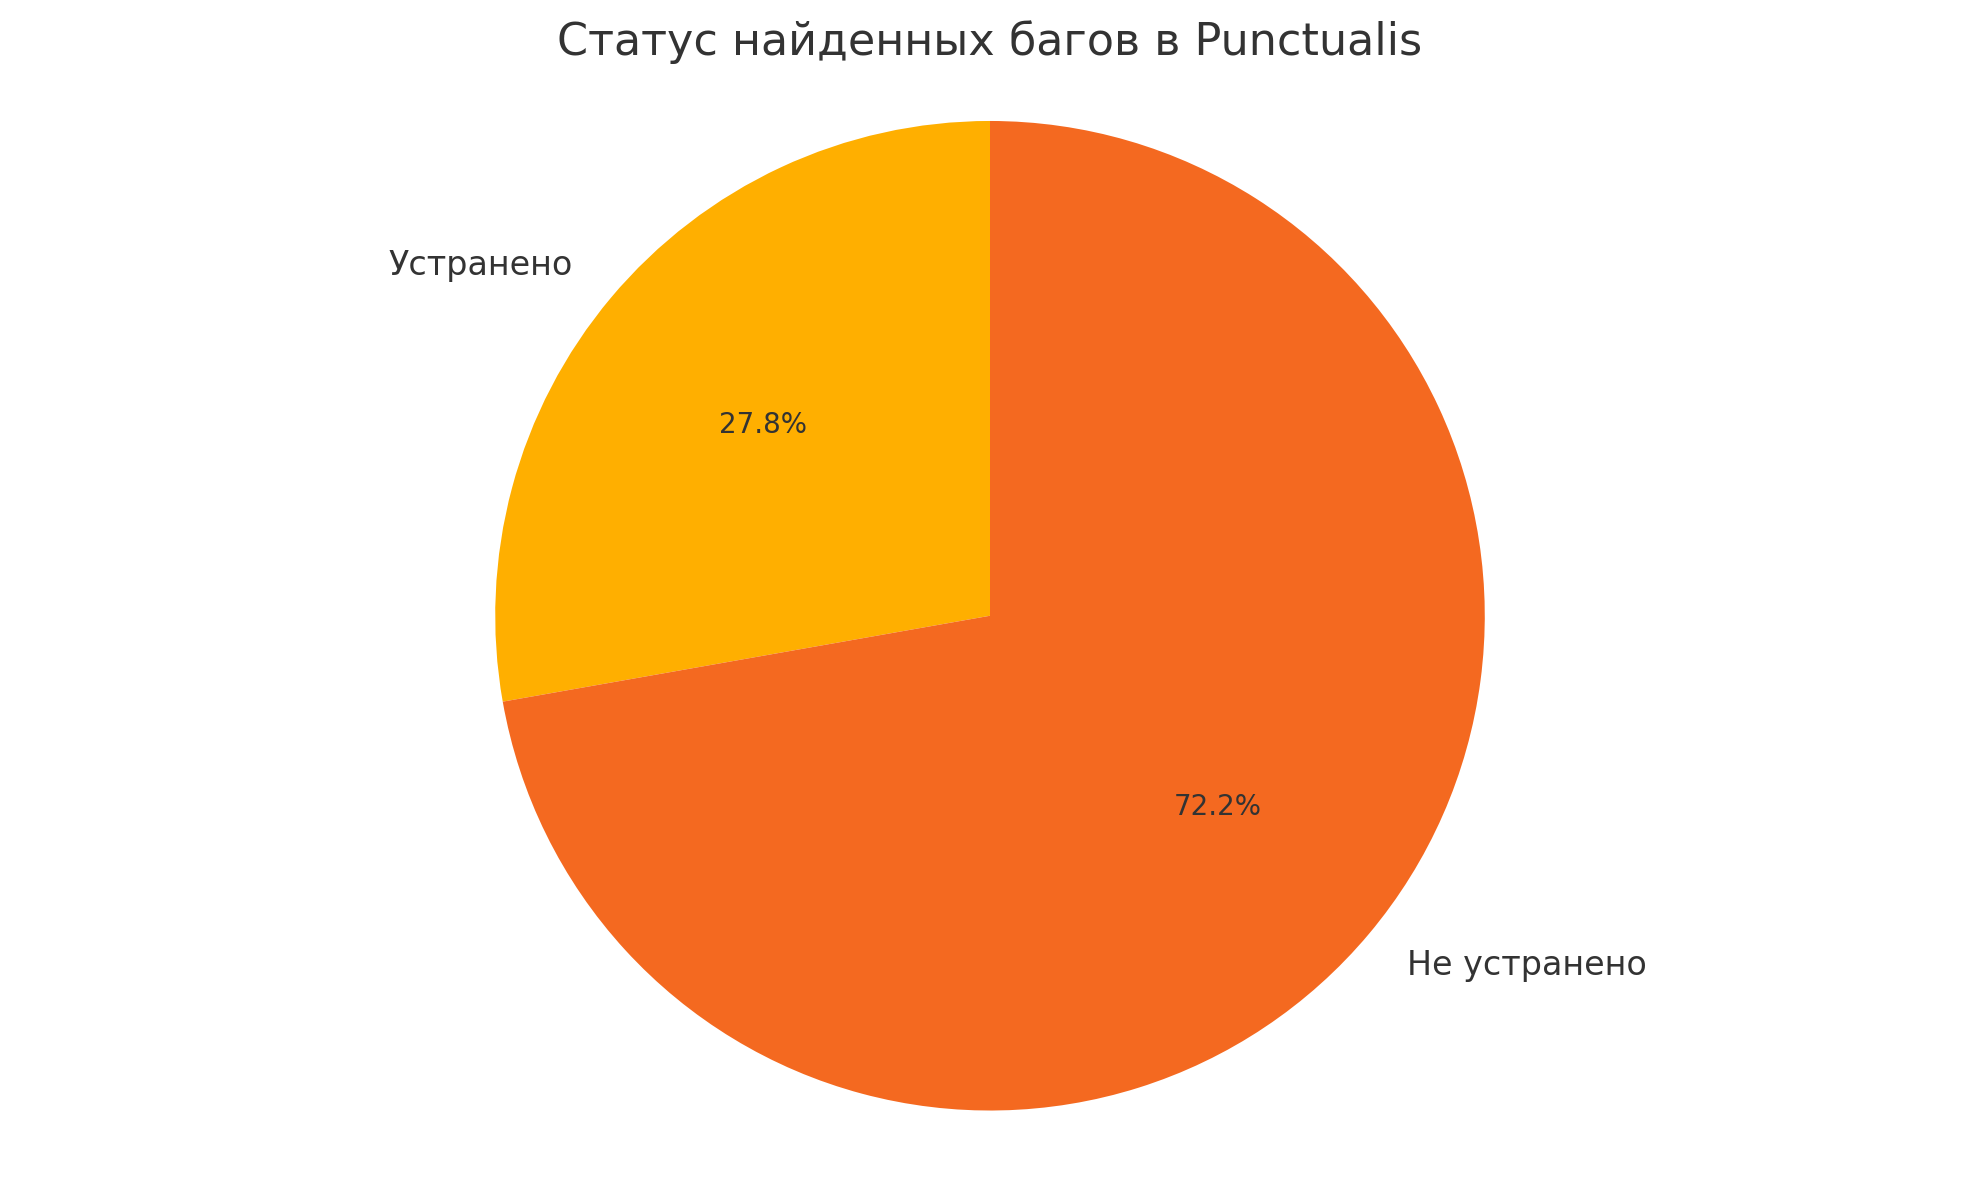 Статус найденных багов в Punctualis
Устранено
27.8%
72.2%
Не устранено